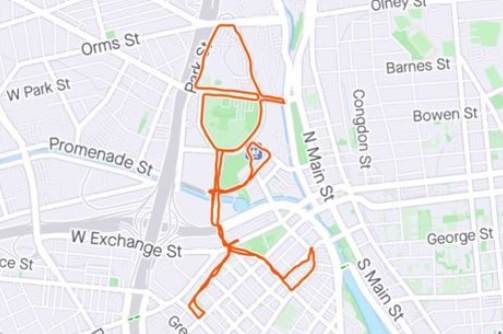 Olney St
Orms St
Park St
Barnes St
W Park St
Congdon St
Bowen St
N Main St
Promenade St
W Exchange St
George St
ce St
S Main St
Gre